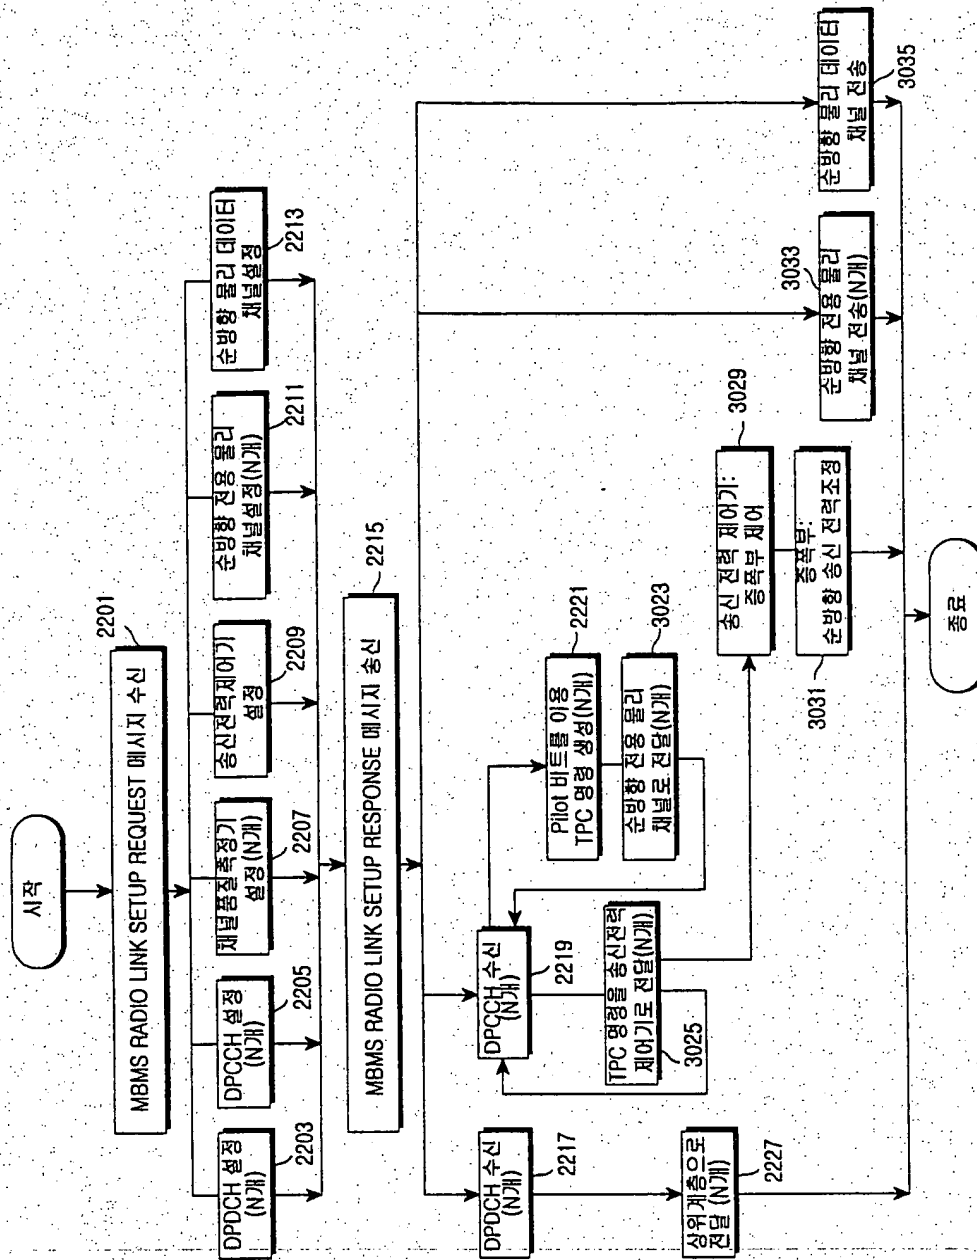 시작
2201
MBMS RADIO LINK SETUP REQUEST 메시지 수신
DPDCH 설정
(N개)
2203
DPCCH 설정
(N개)
2205
채널품질측정기
설정(N개)
2207
송신전력제어기
설정
2209
순방향 전용 물리
채널설정(N개)
2211
순방향 물리 데이터
채널설정
2213
MBMS RADIO LINK SETUP RESPONSE 메시지 송신
2215
DPDCH 수신
(N개)
2217
DPCCH 수신
(N개)
2219
Pilot 비트를 이용
TPC 명령 생성(N개)
2221
순방향 전용 물리
채널로 전달(N개)
3023
TPC 명령을 송신전력
제어기로 전달(N개)
3025
상위계층으로
전달 (N개)
2227
송신 전력 제어기:
증폭부 제어
3029
증폭부:
순방향 송신 전력조정
3031
순방향 전용 물리
채널 전송(N개)
3033
순방향 물리 데이터
채널 전송
3035
종료